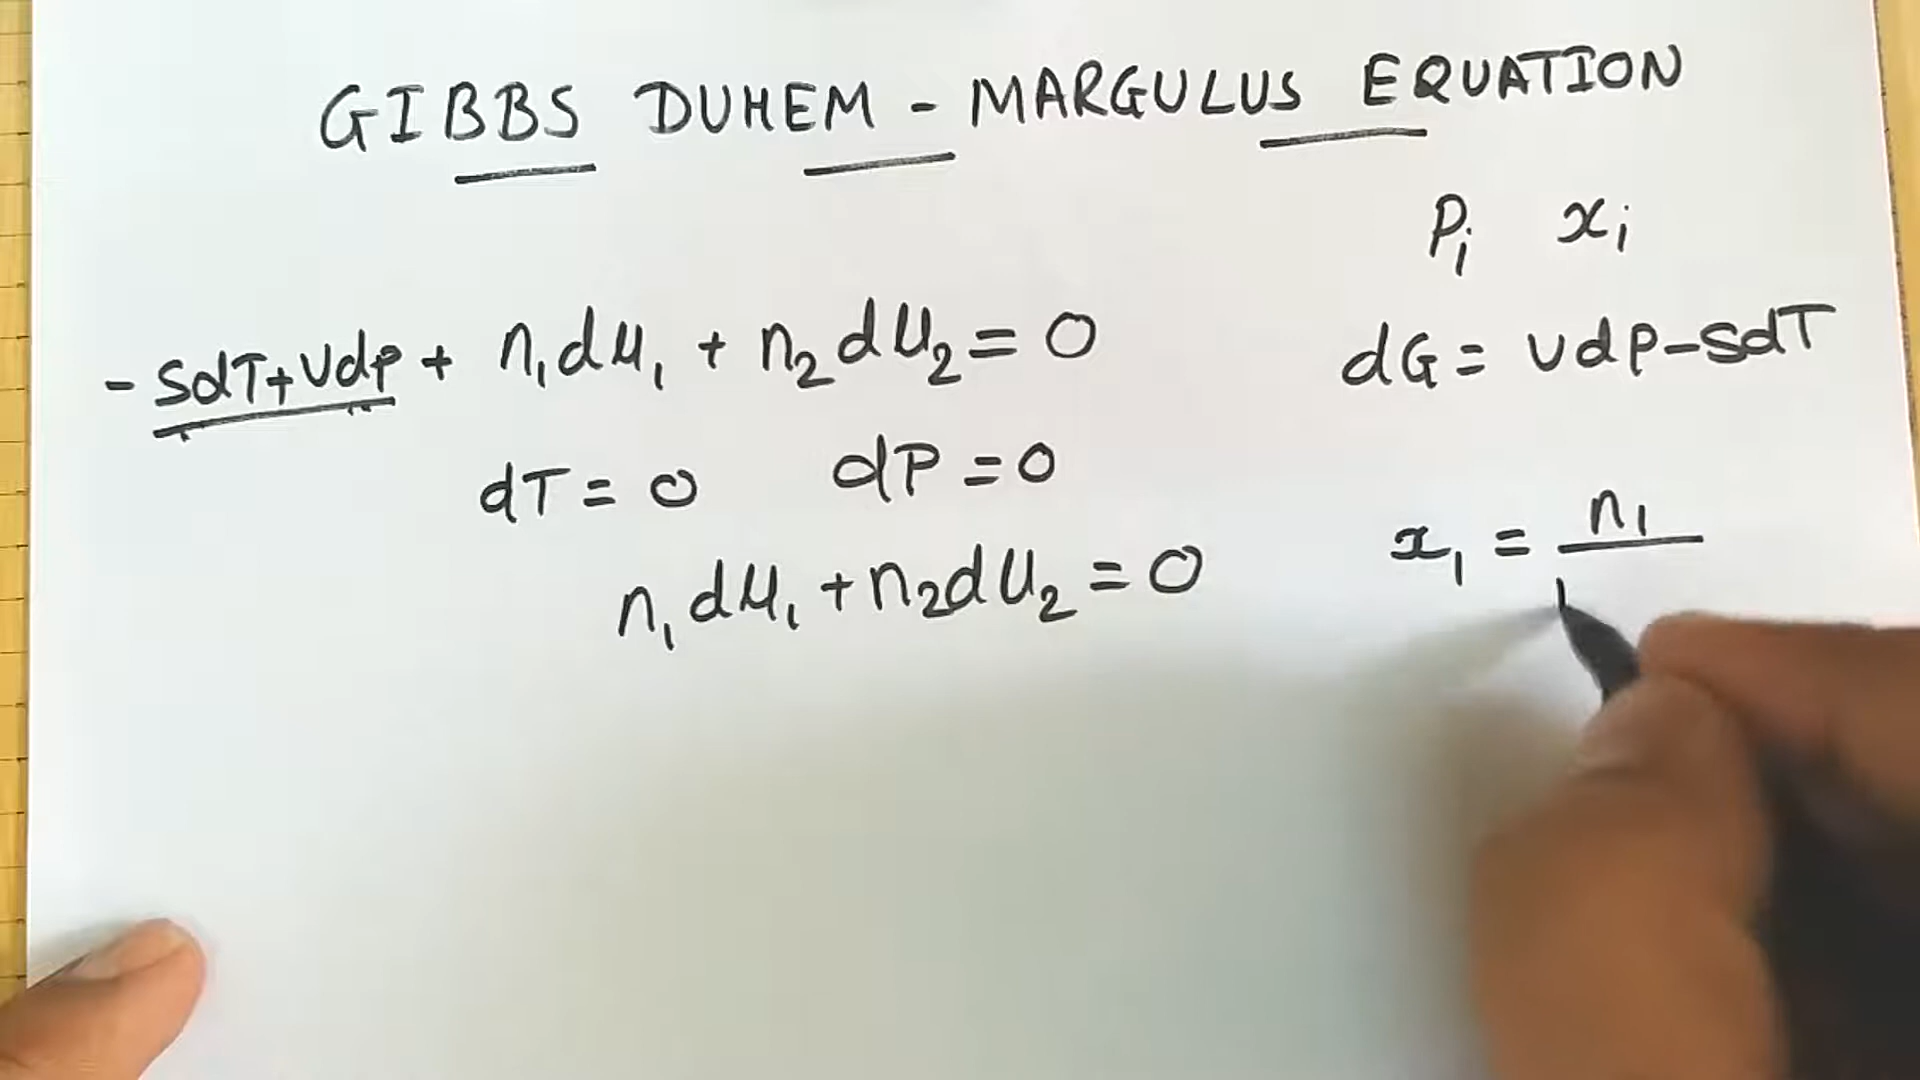 GIBBS DUHEM - MARGULUS EQUATION
Pᵢ xᵢ
- SdT + Vdp + n₁dμ₁ + n₂dμ₂ = 0
dG = Vdp - SdT
dT = 0 dP = 0
x₁ = n₁
n₁dμ₁ + n₂dμ₂ = 0